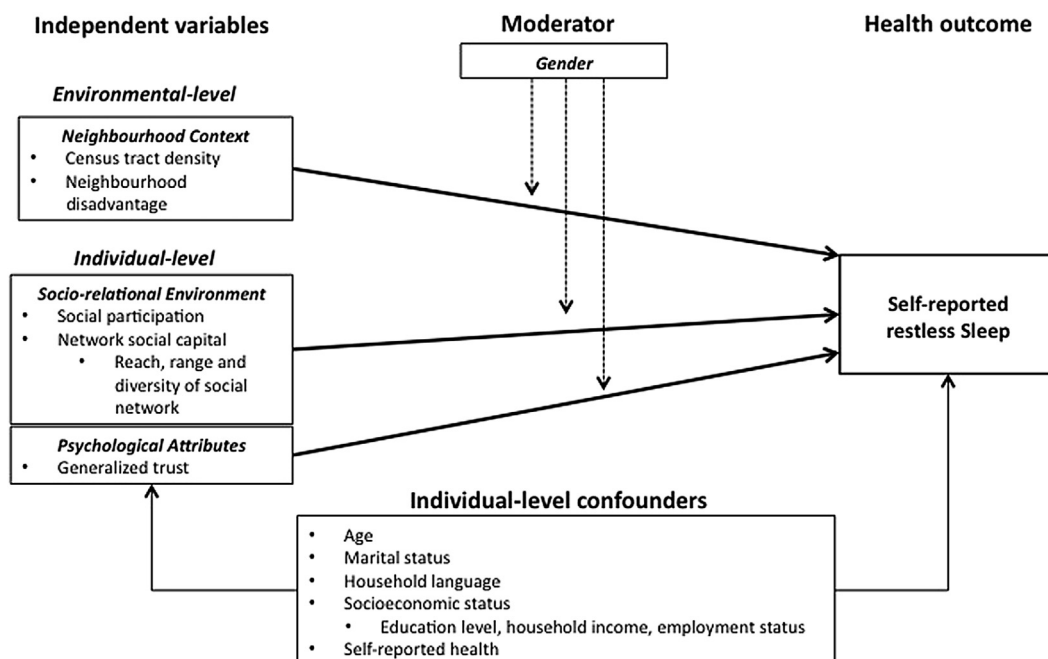 Independent variables
Moderator
Health outcome
Gender
Environmental-level
Neighbourhood Context
• Census tract density
• Neighbourhood
disadvantage
Individual-level
Socio-relational Environment
• Social participation
• Network social capital
• Reach, range and
diversity of social
network
Psychological Attributes
• Generalized trust
Self-reported
restless Sleep
Individual-level confounders
• Age
• Marital status
• Household language
• Socioeconomic status
• Education level, household income, employment status
• Self-reported health